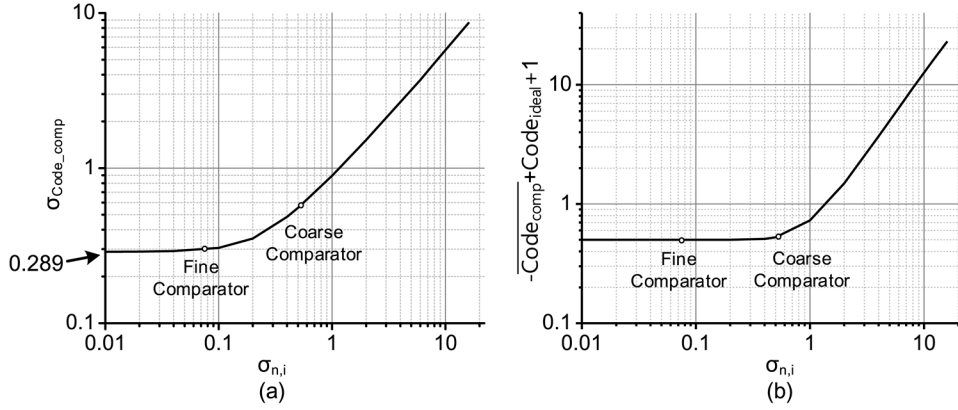 10
1
0.1
0.289
σCode_comp
Fine
Comparator
Coarse
Comparator
0.01
0.1
1
10
σn,i
(a)
10
1
0.1
-Codecomp+Codeideal+1
Fine
Comparator
Coarse
Comparator
0.01
0.1
1
10
σn,i
(b)